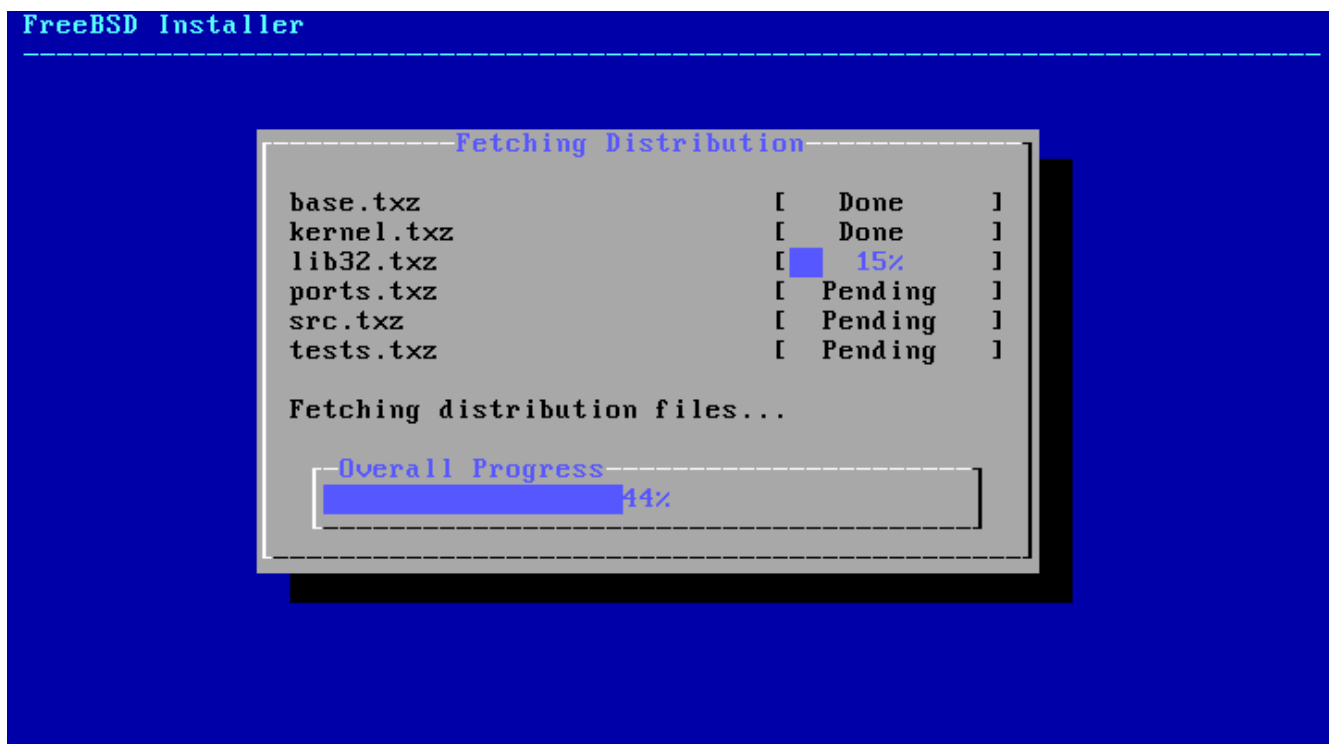 FreeBSD Installer
Fetching Distribution
base.txz [ Done ]
kernel.txz [ Done ]
lib32.txz [ 15% ]
ports.txz [ Pending ]
src.txz [ Pending ]
tests.txz [ Pending ]
Fetching distribution files...
Overall Progress
44%